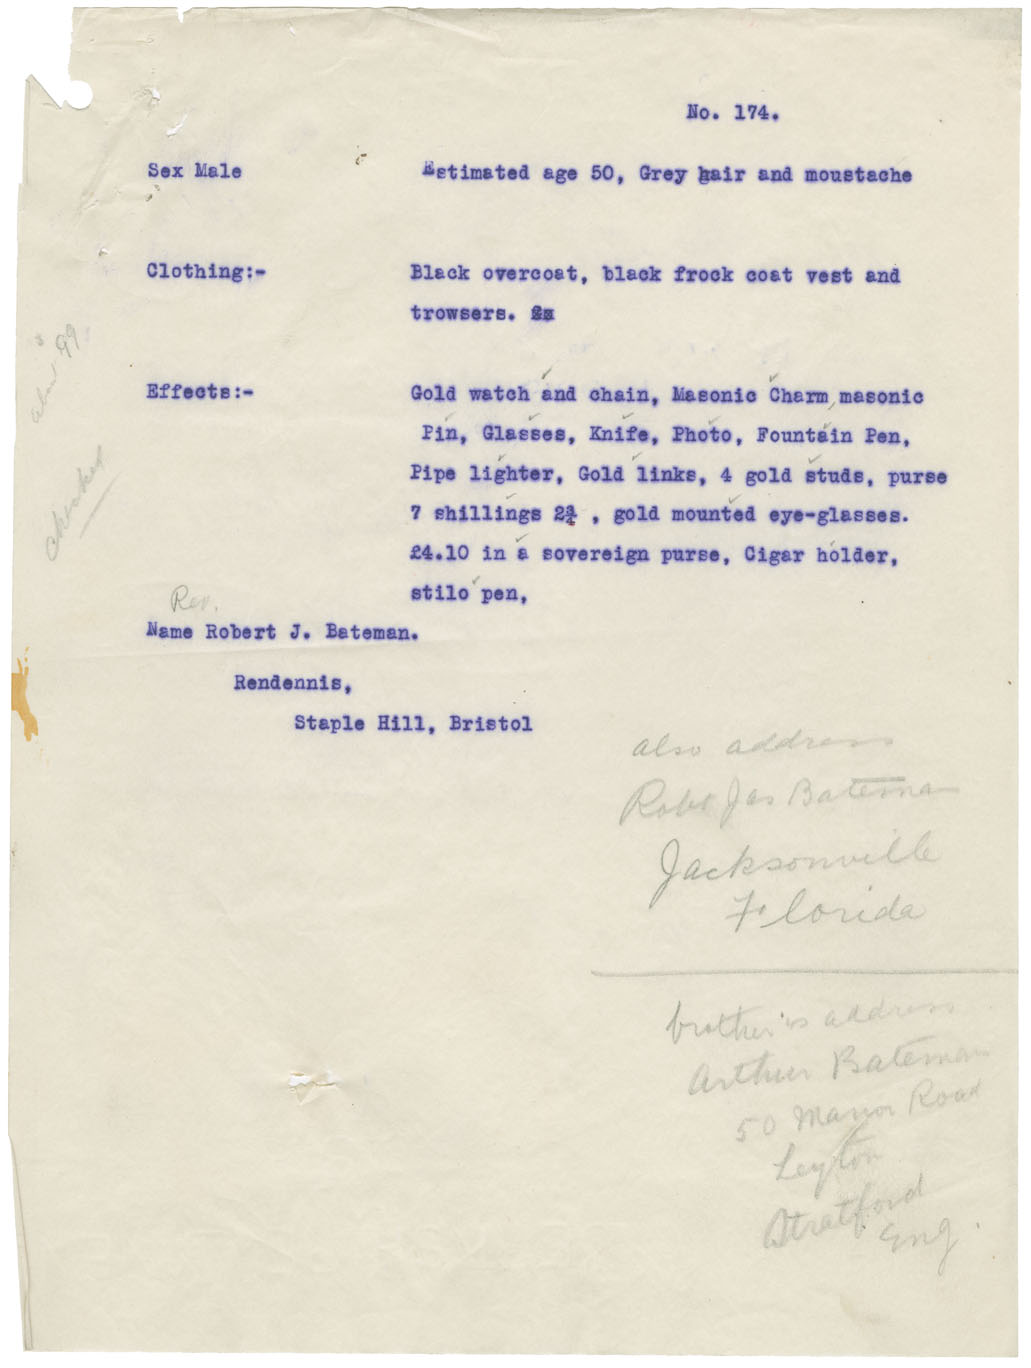 No. 174.
Sex Male Estimated age 50, Grey hair and moustache
Clothing:- Black overcoat, black frock coat vest and
trowsers.
also 99
Effects:- Gold watch and chain, Masonic Charm, masonic
Pin, Glasses, Knife, Photo, Fountain Pen,
Pipe lighter, Gold links, 4 gold studs, purse
checked
7 shillings 2¾ , gold mounted eye-glasses.
£4.10 in a sovereign purse, Cigar holder,
stilo pen,
Rev.
Name Robert J. Bateman.
Rendennis,
Staple Hill, Bristol
also address
Robt Jas Bateman
Jacksonville
Florida
brother's address
Arthur Bateman
50 Manor Road
Leyton
Stratford
Eng.